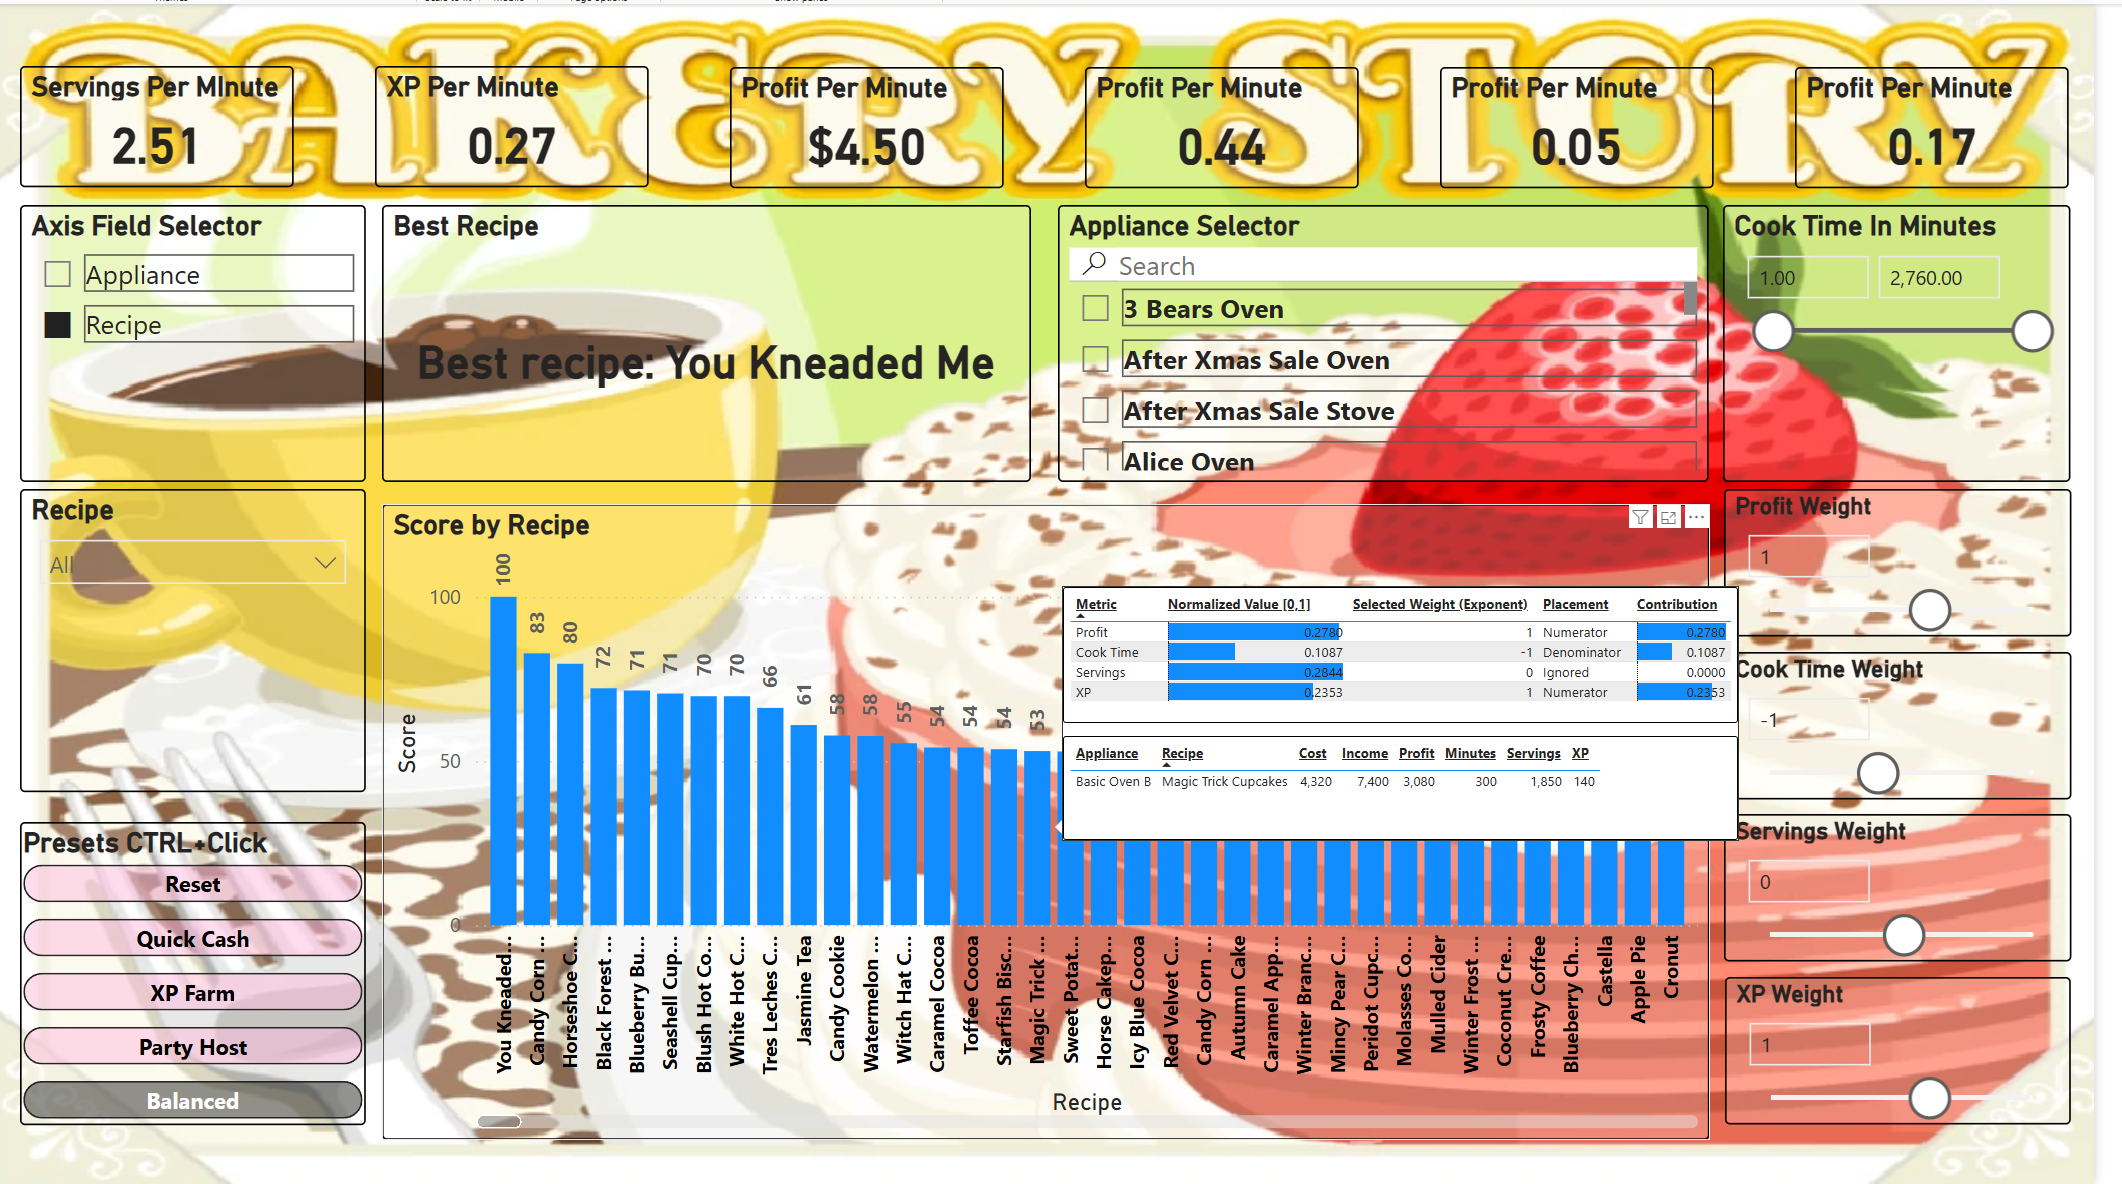 BAKERY STORY
Servings Per MInute
2.51
XP Per Minute
0.27
Profit Per Minute
$4.50
Profit Per Minute
0.44
Profit Per Minute
0.05
Profit Per Minute
0.17
Axis Field Selector
Appliance
Recipe
Best Recipe
Best recipe: You Kneaded Me
Appliance Selector
Search
3 Bears Oven
After Xmas Sale Oven
After Xmas Sale Stove
Alice Oven
Cook Time In Minutes
1.00 2,760.00
Recipe
All
Presets CTRL+Click
Reset
Quick Cash
XP Farm
Party Host
Balanced
Score by Recipe
Score
100
50
0
100
83
80
72
71
71
70
70
66
61
58
58
55
54
54
54
53
You Kneaded...
Candy Corn ...
Horseshoe C...
Black Forest ...
Blueberry Bu...
Seashell Cup...
Blush Hot Co...
White Hot C...
Tres Leches C...
Jasmine Tea
Candy Cookie
Watermelon ...
Witch Hat C...
Caramel Cocoa
Toffee Cocoa
Starfish Bisc...
Magic Trick ...
Sweet Potat...
Horse Cakep...
Icy Blue Cocoa
Red Velvet C...
Candy Corn ...
Autumn Cake
Caramel App...
Winter Branc...
Mincy Pear C...
Peridot Cupc...
Molasses Co...
Mulled Cider
Winter Frost ...
Coconut Cre...
Frosty Coffee
Blueberry Ch...
Castella
Apple Pie
Cronut
Recipe
Metric Normalized Value [0,1] Selected Weight (Exponent) Placement Contribution
Profit 0.2780 1 Numerator 0.2780
Cook Time 0.1087 -1 Denominator 0.1087
Servings 0.2844 0 Ignored 0.0000
XP 0.2353 1 Numerator 0.2353
Appliance Recipe Cost Income Profit Minutes Servings XP
Basic Oven B Magic Trick Cupcakes 4,320 7,400 3,080 300 1,850 140
Profit Weight
1
Cook Time Weight
-1
Servings Weight
0
XP Weight
1